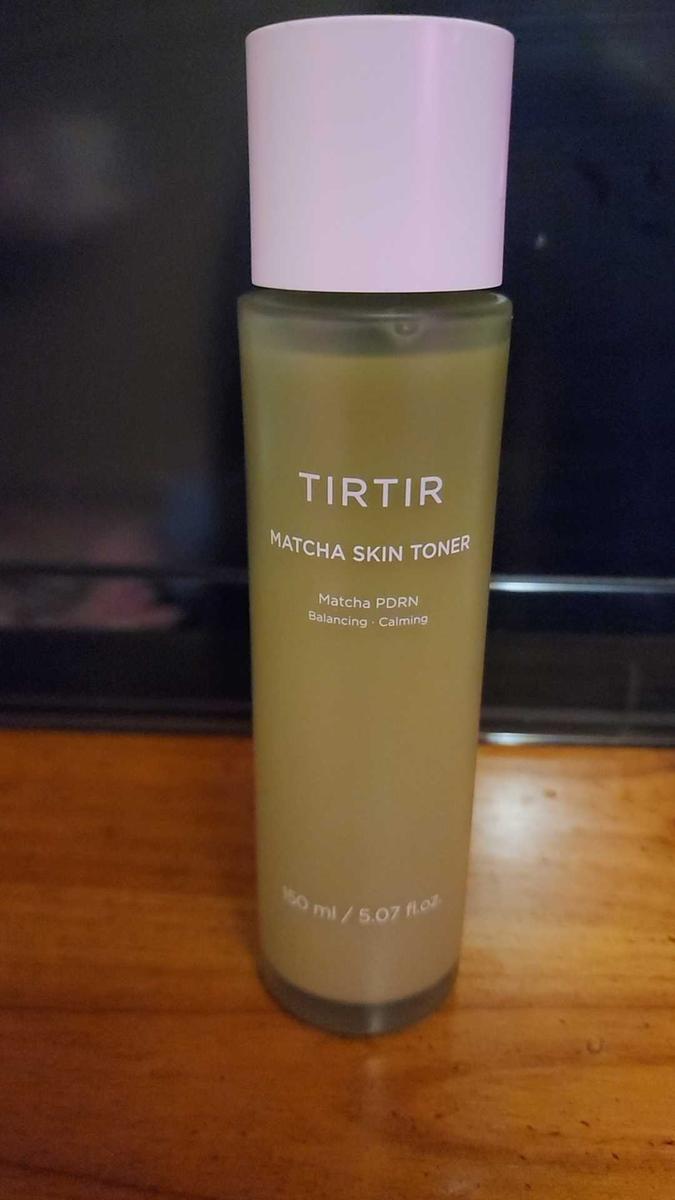 TIRTIR
MATCHA SKIN TONER
Matcha PDRN
Balancing · Calming
150 ml / 5.07 fl.oz.